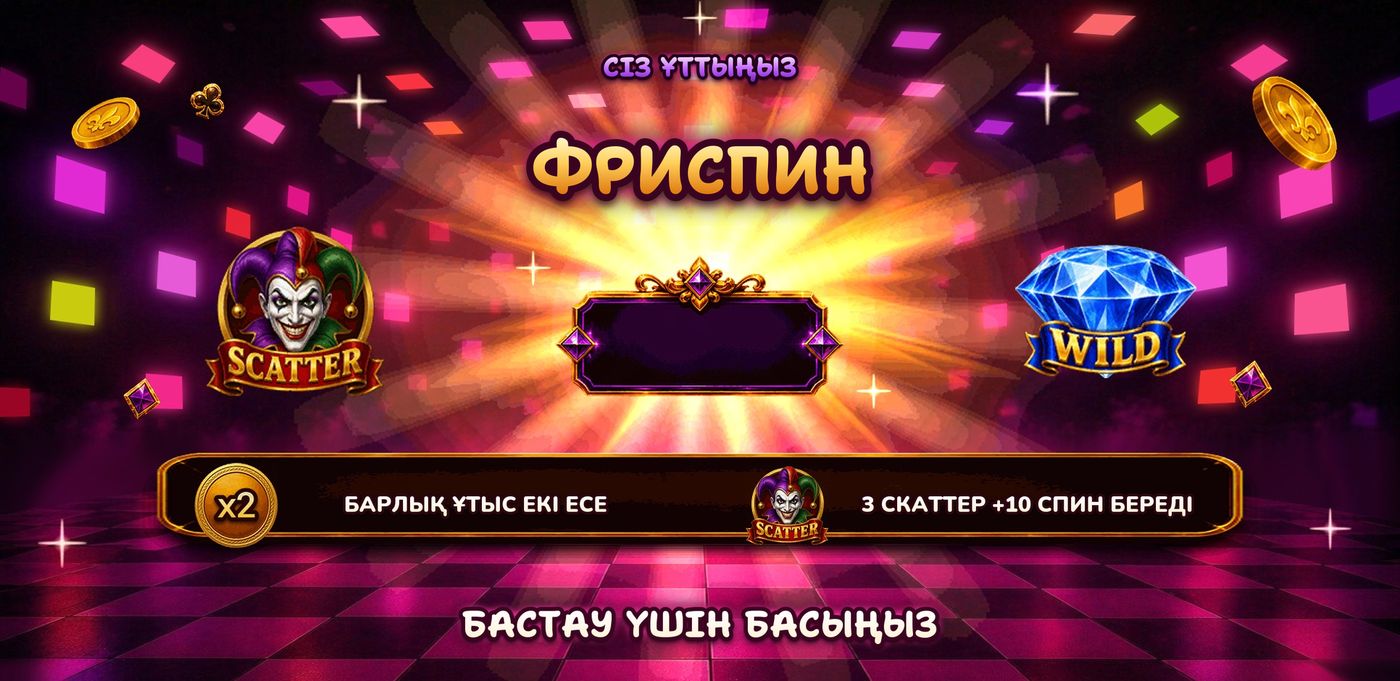 СІЗ ҰТТЫҢЫЗ
ФРИСПИН
SCATTER
WILD
x2
БАРЛЫҚ ҰТЫС ЕКІ ЕСЕ
SCATTER
3 СКАТТЕР +10 СПИН БЕРЕДІ
БАСТАУ ҮШІН БАСЫҢЫЗ